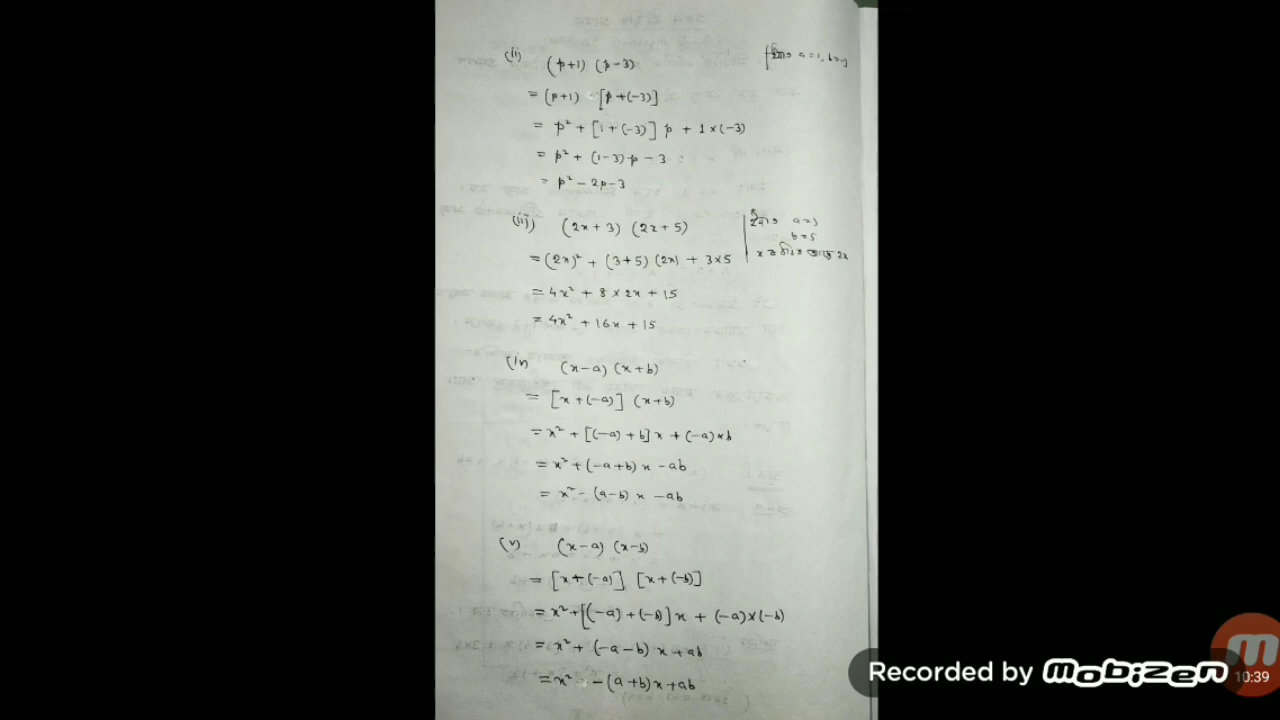 (ii) (p+1) (p-3)
= (p+1) [p+(-3)]
= p² + [1+(-3)] p + 1×(-3)
= p² + (1-3) p - 3
= p² - 2p - 3
(iii) (2x+3) (2x+5)
a=3
b=5
= (2x)² + (3+5) (2x) + 3×5
= 4x² + 8 × 2x + 15
= 4x² + 16x + 15
(iv) (x-a) (x+b)
= [x+(-a)] (x+b)
= x² + [(-a)+b] x + (-a)×b
= x² + (-a+b) x - ab
= x² - (a-b) x - ab
(v) (x-a) (x-b)
= [x+(-a)] [x+(-b)]
= x² + [(-a)+(-b)] x + (-a)×(-b)
= x² + (-a-b) x + ab
= x² - (a+b) x + ab
Recorded by Mobizen
10:39